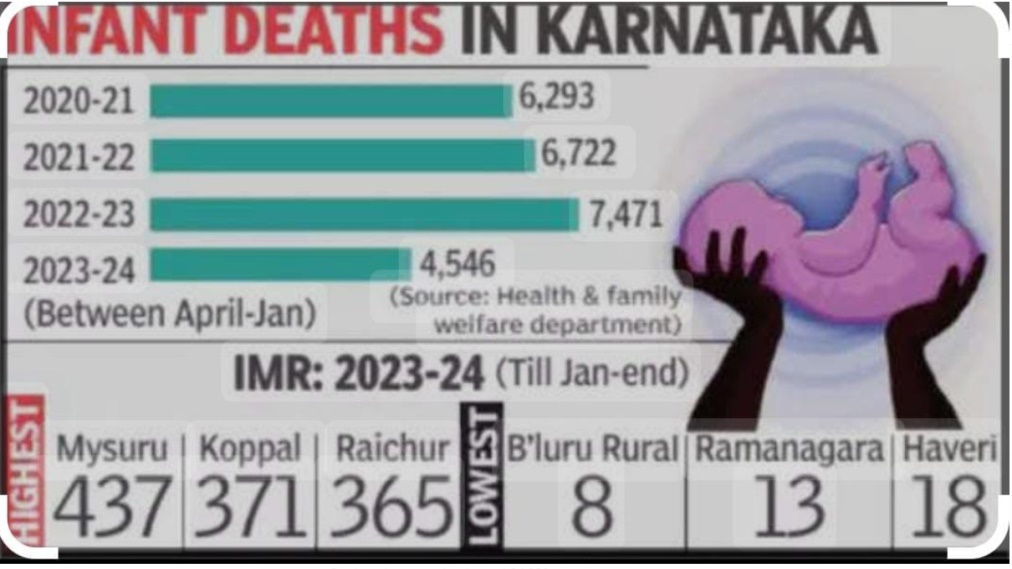 INFANT DEATHS IN KARNATAKA
2020-21 6,293
2021-22 6,722
2022-23 7,471
2023-24 4,546
(Between April-Jan)
(Source: Health & family
welfare department)
IMR: 2023-24 (Till Jan-end)
HIGHEST
Mysuru Koppal Raichur
437 371 365
LOWEST
B'luru Rural Ramanagara Haveri
8 13 18